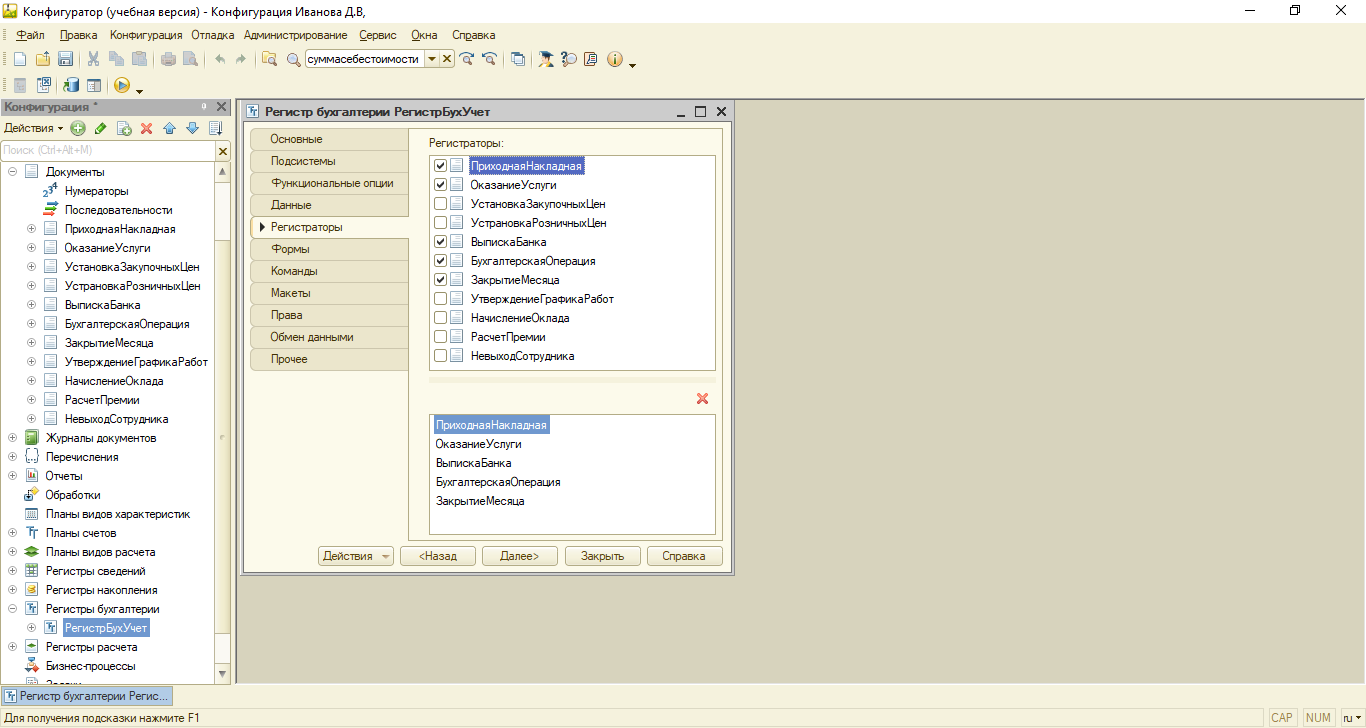 Конфигуратор (учебная версия) - Конфигурация Иванова Д.В,
Файл Правка Конфигурация Отладка Администрирование Сервис Окна Справка
суммасебестоимости
Конфигурация *
Действия
Поиск (Ctrl+Alt+M)
Документы
Нумераторы
Последовательности
ПриходнаяНакладная
ОказаниеУслуги
УстановкаЗакупочныхЦен
УстрановкаРозничныхЦен
ВыпискаБанка
БухгалтерскаяОперация
ЗакрытиеМесяца
УтверждениеГрафикаРабот
НачислениеОклада
РасчетПремии
НевыходСотрудника
Журналы документов
Перечисления
Отчеты
Обработки
Планы видов характеристик
Планы счетов
Планы видов расчета
Регистры сведений
Регистры накопления
Регистры бухгалтерии
РегистрБухУчет
Регистры расчета
Бизнес-процессы
Регистр бухгалтерии РегистрБухУчет
Основные
Подсистемы
Функциональные опции
Данные
Регистраторы
Формы
Команды
Макеты
Права
Обмен данными
Прочее
Регистраторы:
ПриходнаяНакладная
ОказаниеУслуги
УстановкаЗакупочныхЦен
УстрановкаРозничныхЦен
ВыпискаБанка
БухгалтерскаяОперация
ЗакрытиеМесяца
УтверждениеГрафикаРабот
НачислениеОклада
РасчетПремии
НевыходСотрудника
ПриходнаяНакладная
ОказаниеУслуги
ВыпискаБанка
БухгалтерскаяОперация
ЗакрытиеМесяца
Действия <Назад Далее> Закрыть Справка
Регистр бухгалтерии Регис...
Для получения подсказки нажмите F1
CAP NUM ru